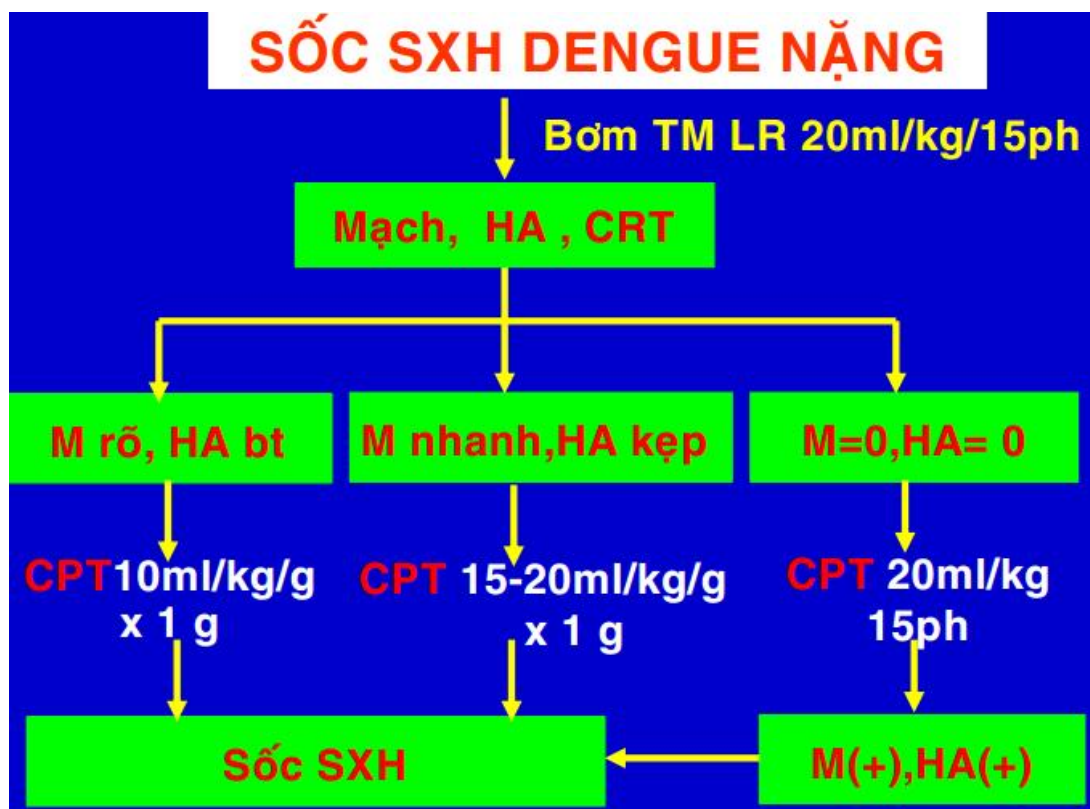 SỐC SXH DENGUE NẶNG
Bơm TM LR 20ml/kg/15ph
Mạch, HA , CRT
M rõ, HA bt
M nhanh,HA kẹp
M=0,HA= 0
CPT10ml/kg/g
x 1 g
CPT 15-20ml/kg/g
x 1 g
CPT 20ml/kg
15ph
Sốc SXH
M(+),HA(+)